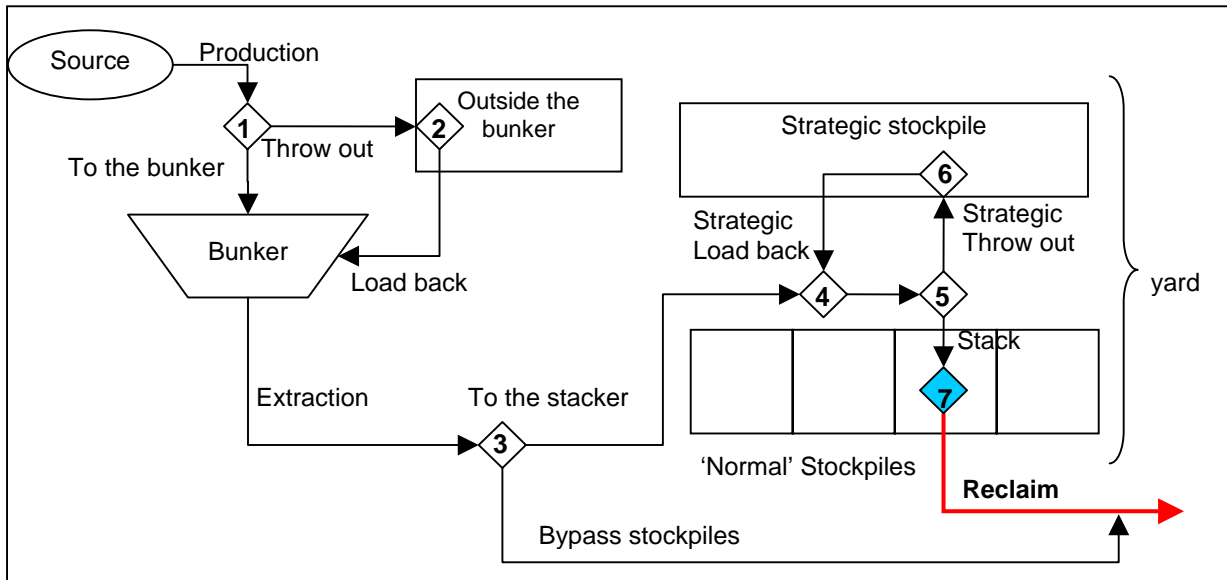 Source
Production
1
Throw out
2
Outside the
bunker
To the bunker
Bunker
Load back
Extraction
3
To the stacker
Bypass stockpiles
Strategic stockpile
6
Strategic
Load back
Strategic
Throw out
4
5
yard
Stack
7
‘Normal’ Stockpiles
Reclaim